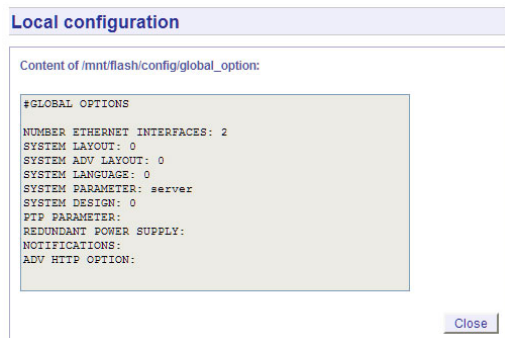 Local configuration
Content of /mnt/flash/config/global_option:
#GLOBAL OPTIONS
NUMBER ETHERNET INTERFACES: 2
SYSTEM LAYOUT: 0
SYSTEM ADV LAYOUT: 0
SYSTEM LANGUAGE: 0
SYSTEM PARAMETER: server
SYSTEM DESIGN: 0
PTP PARAMETER:
REDUNDANT POWER SUPPLY:
NOTIFICATIONS:
ADV HTTP OPTION:
Close